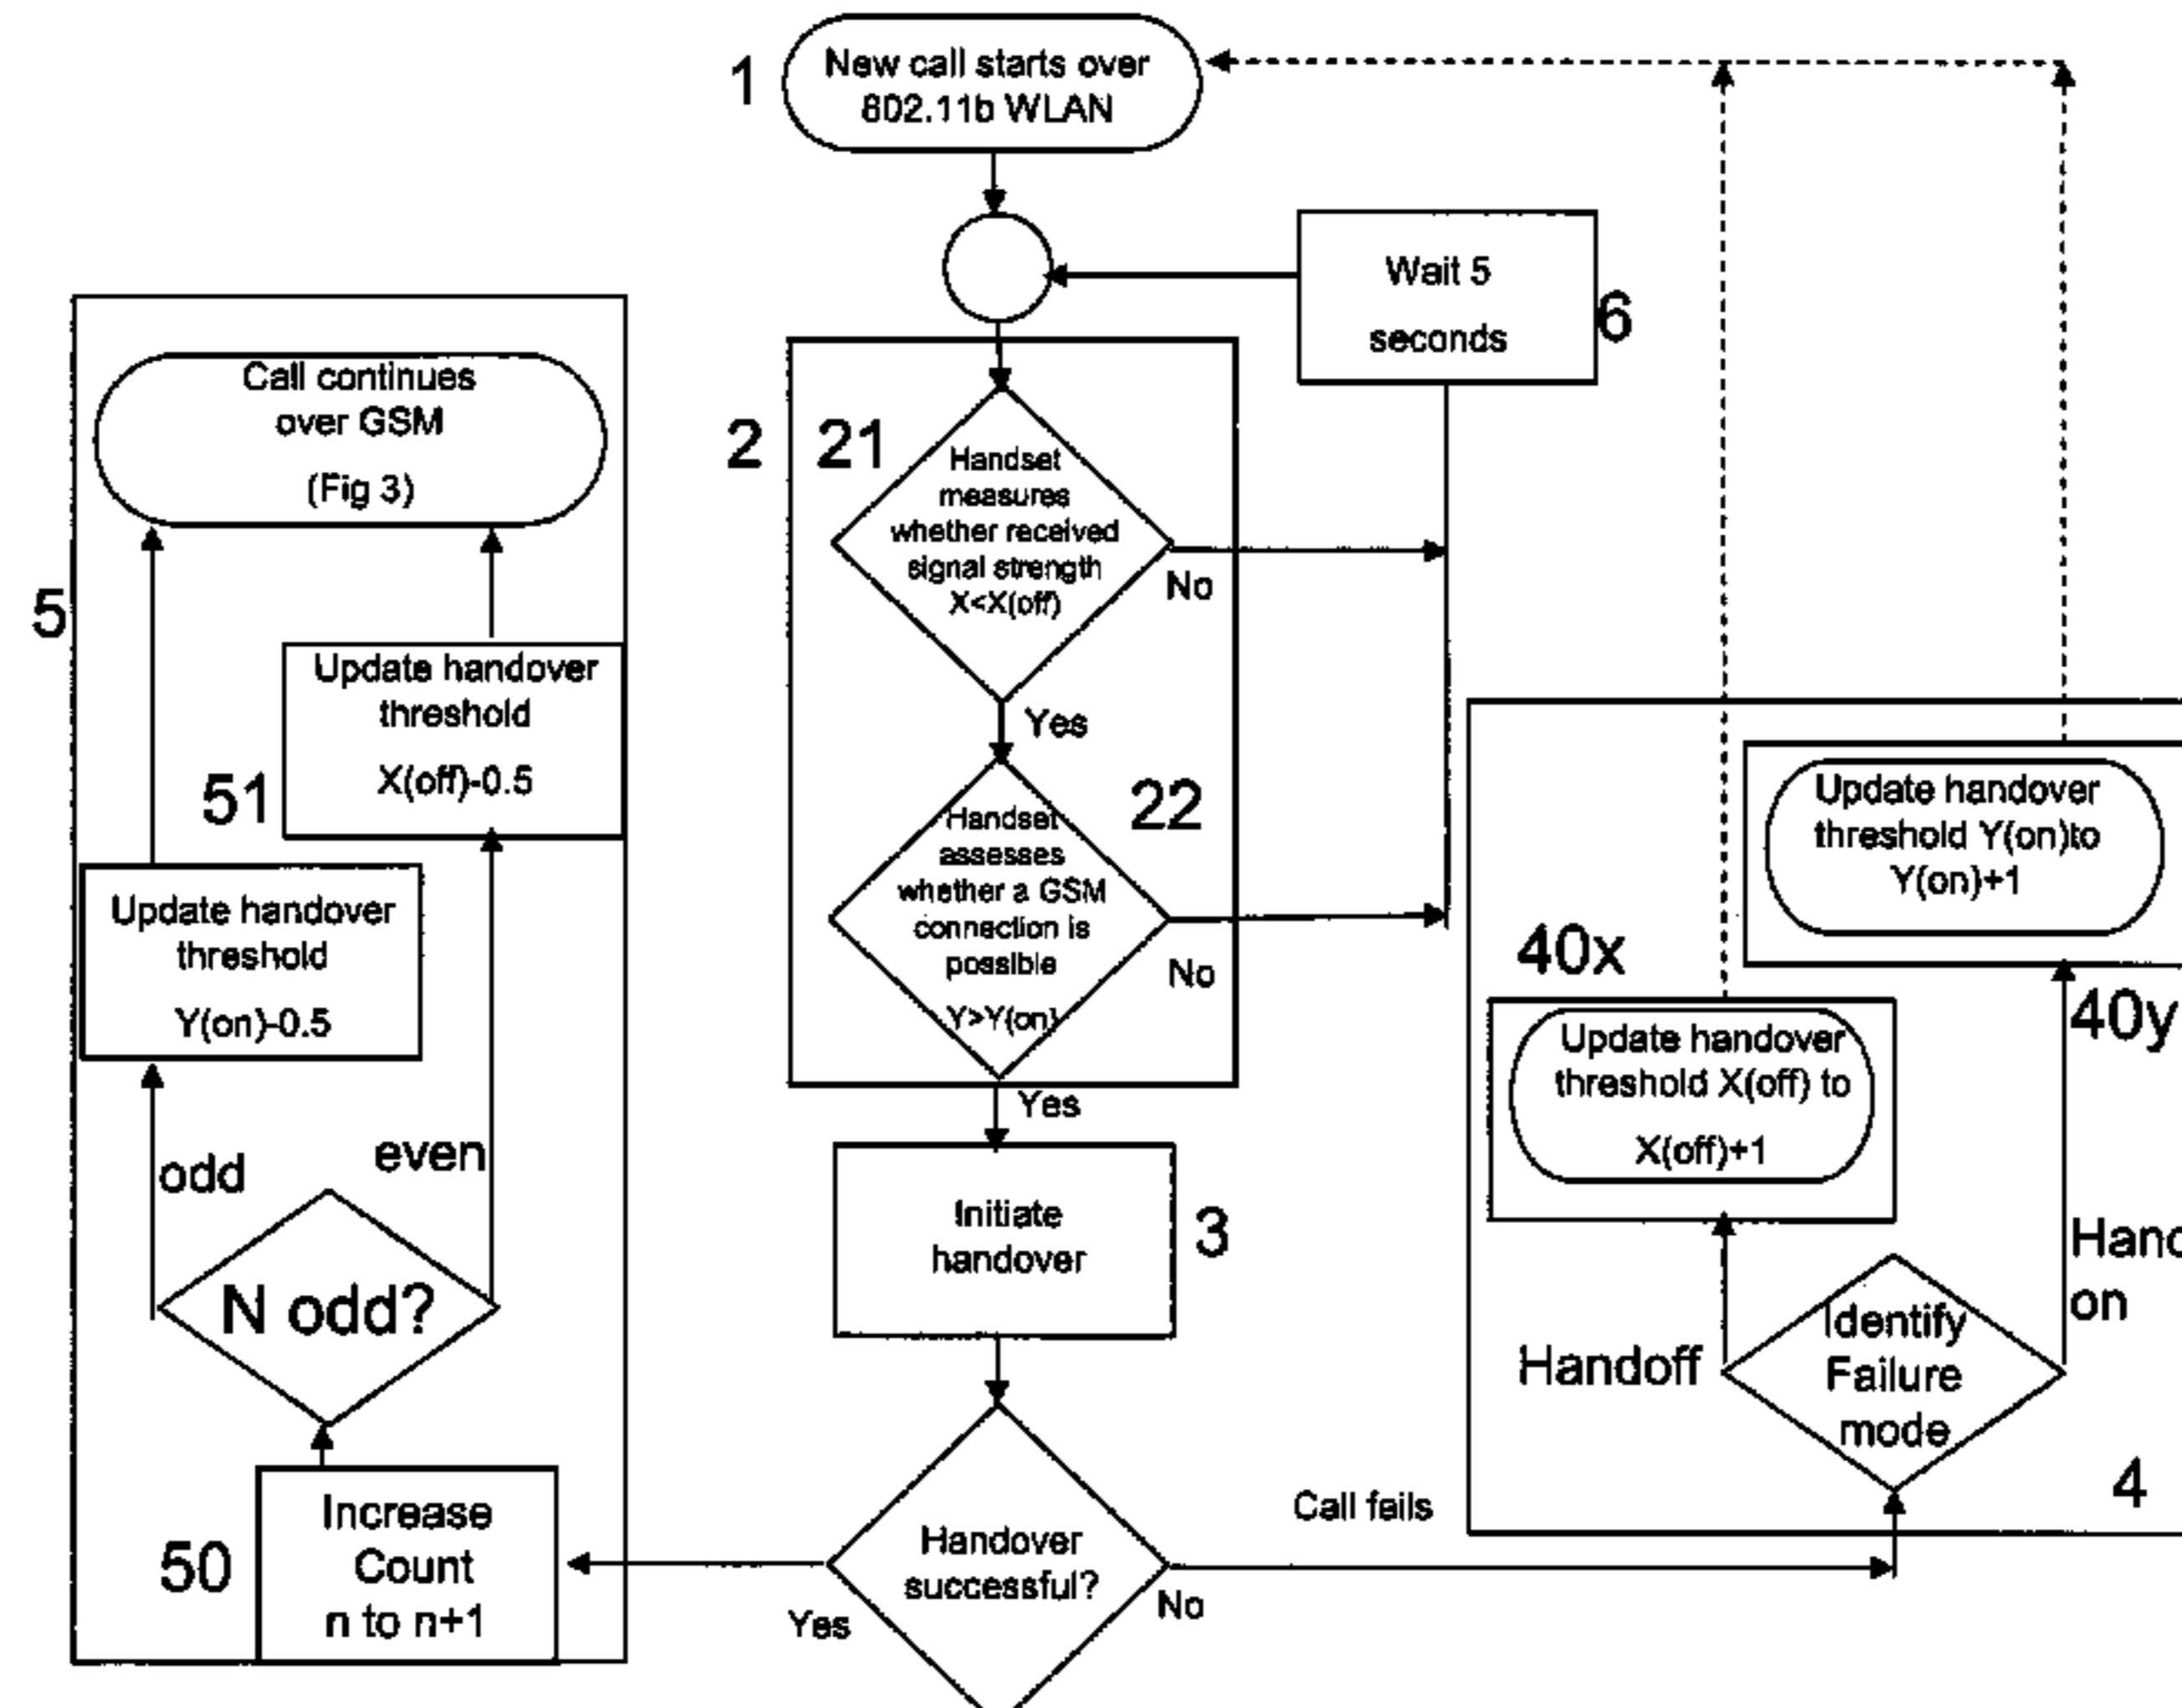 1
New call starts over
802.11b WLAN
Wait 5
seconds
6
Call continues
over GSM
(Fig 3)
2
21
Handset
measures
whether received
signal strength
X<X(off)
No
Yes
5
Update handover
threshold
X(off)-0.5
51
22
Handset
assesses
whether a GSM
connection is
possible
Y>Y(on)
No
Yes
Update handover
threshold
Y(on)-0.5
Update handover
threshold Y(on)to
Y(on)+1
40x
40y
Update handover
threshold X(off) to
X(off)+1
odd
even
N odd?
Initiate
handover
3
Handoff
Hand
on
Identify
Failure
mode
4
50
Increase
Count
n to n+1
Yes
Handover
successful?
No
Call fails